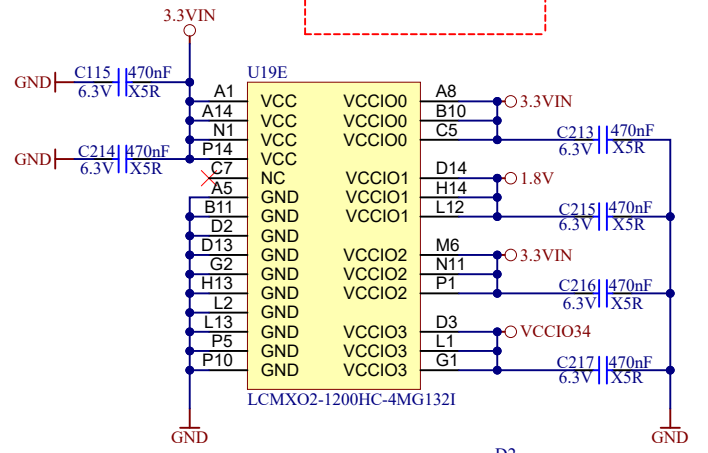 3.3VIN
U19E
GND C115 470nF
6.3V X5R
A1 VCC VCCIO0 A8 3.3VIN
A14 VCC VCCIO0 B10
N1 VCC VCCIO0 C5 C213 470nF
6.3V X5R
GND C214 470nF P14 VCC
6.3V X5R
C7 NC VCCIO1 D14 1.8V
A5 GND VCCIO1 H14
B11 GND VCCIO1 L12 C215 470nF
6.3V X5R
D2 GND
D13 GND VCCIO2 M6 3.3VIN
G2 GND VCCIO2 N11
H13 GND VCCIO2 P1 C216 470nF
6.3V X5R
L2 GND
L13 GND VCCIO3 D3 VCCIO34
P5 GND VCCIO3 L1
P10 GND VCCIO3 G1 C217 470nF
6.3V X5R
LCMXO2-1200HC-4MG132I
GND GND